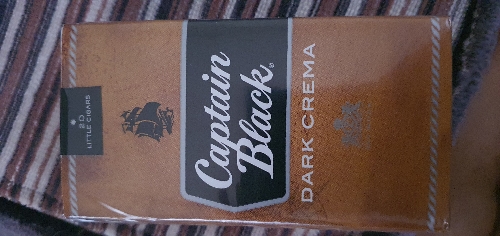 20
LITTLE CIGARS
Captain
Black®
DARK CREMA